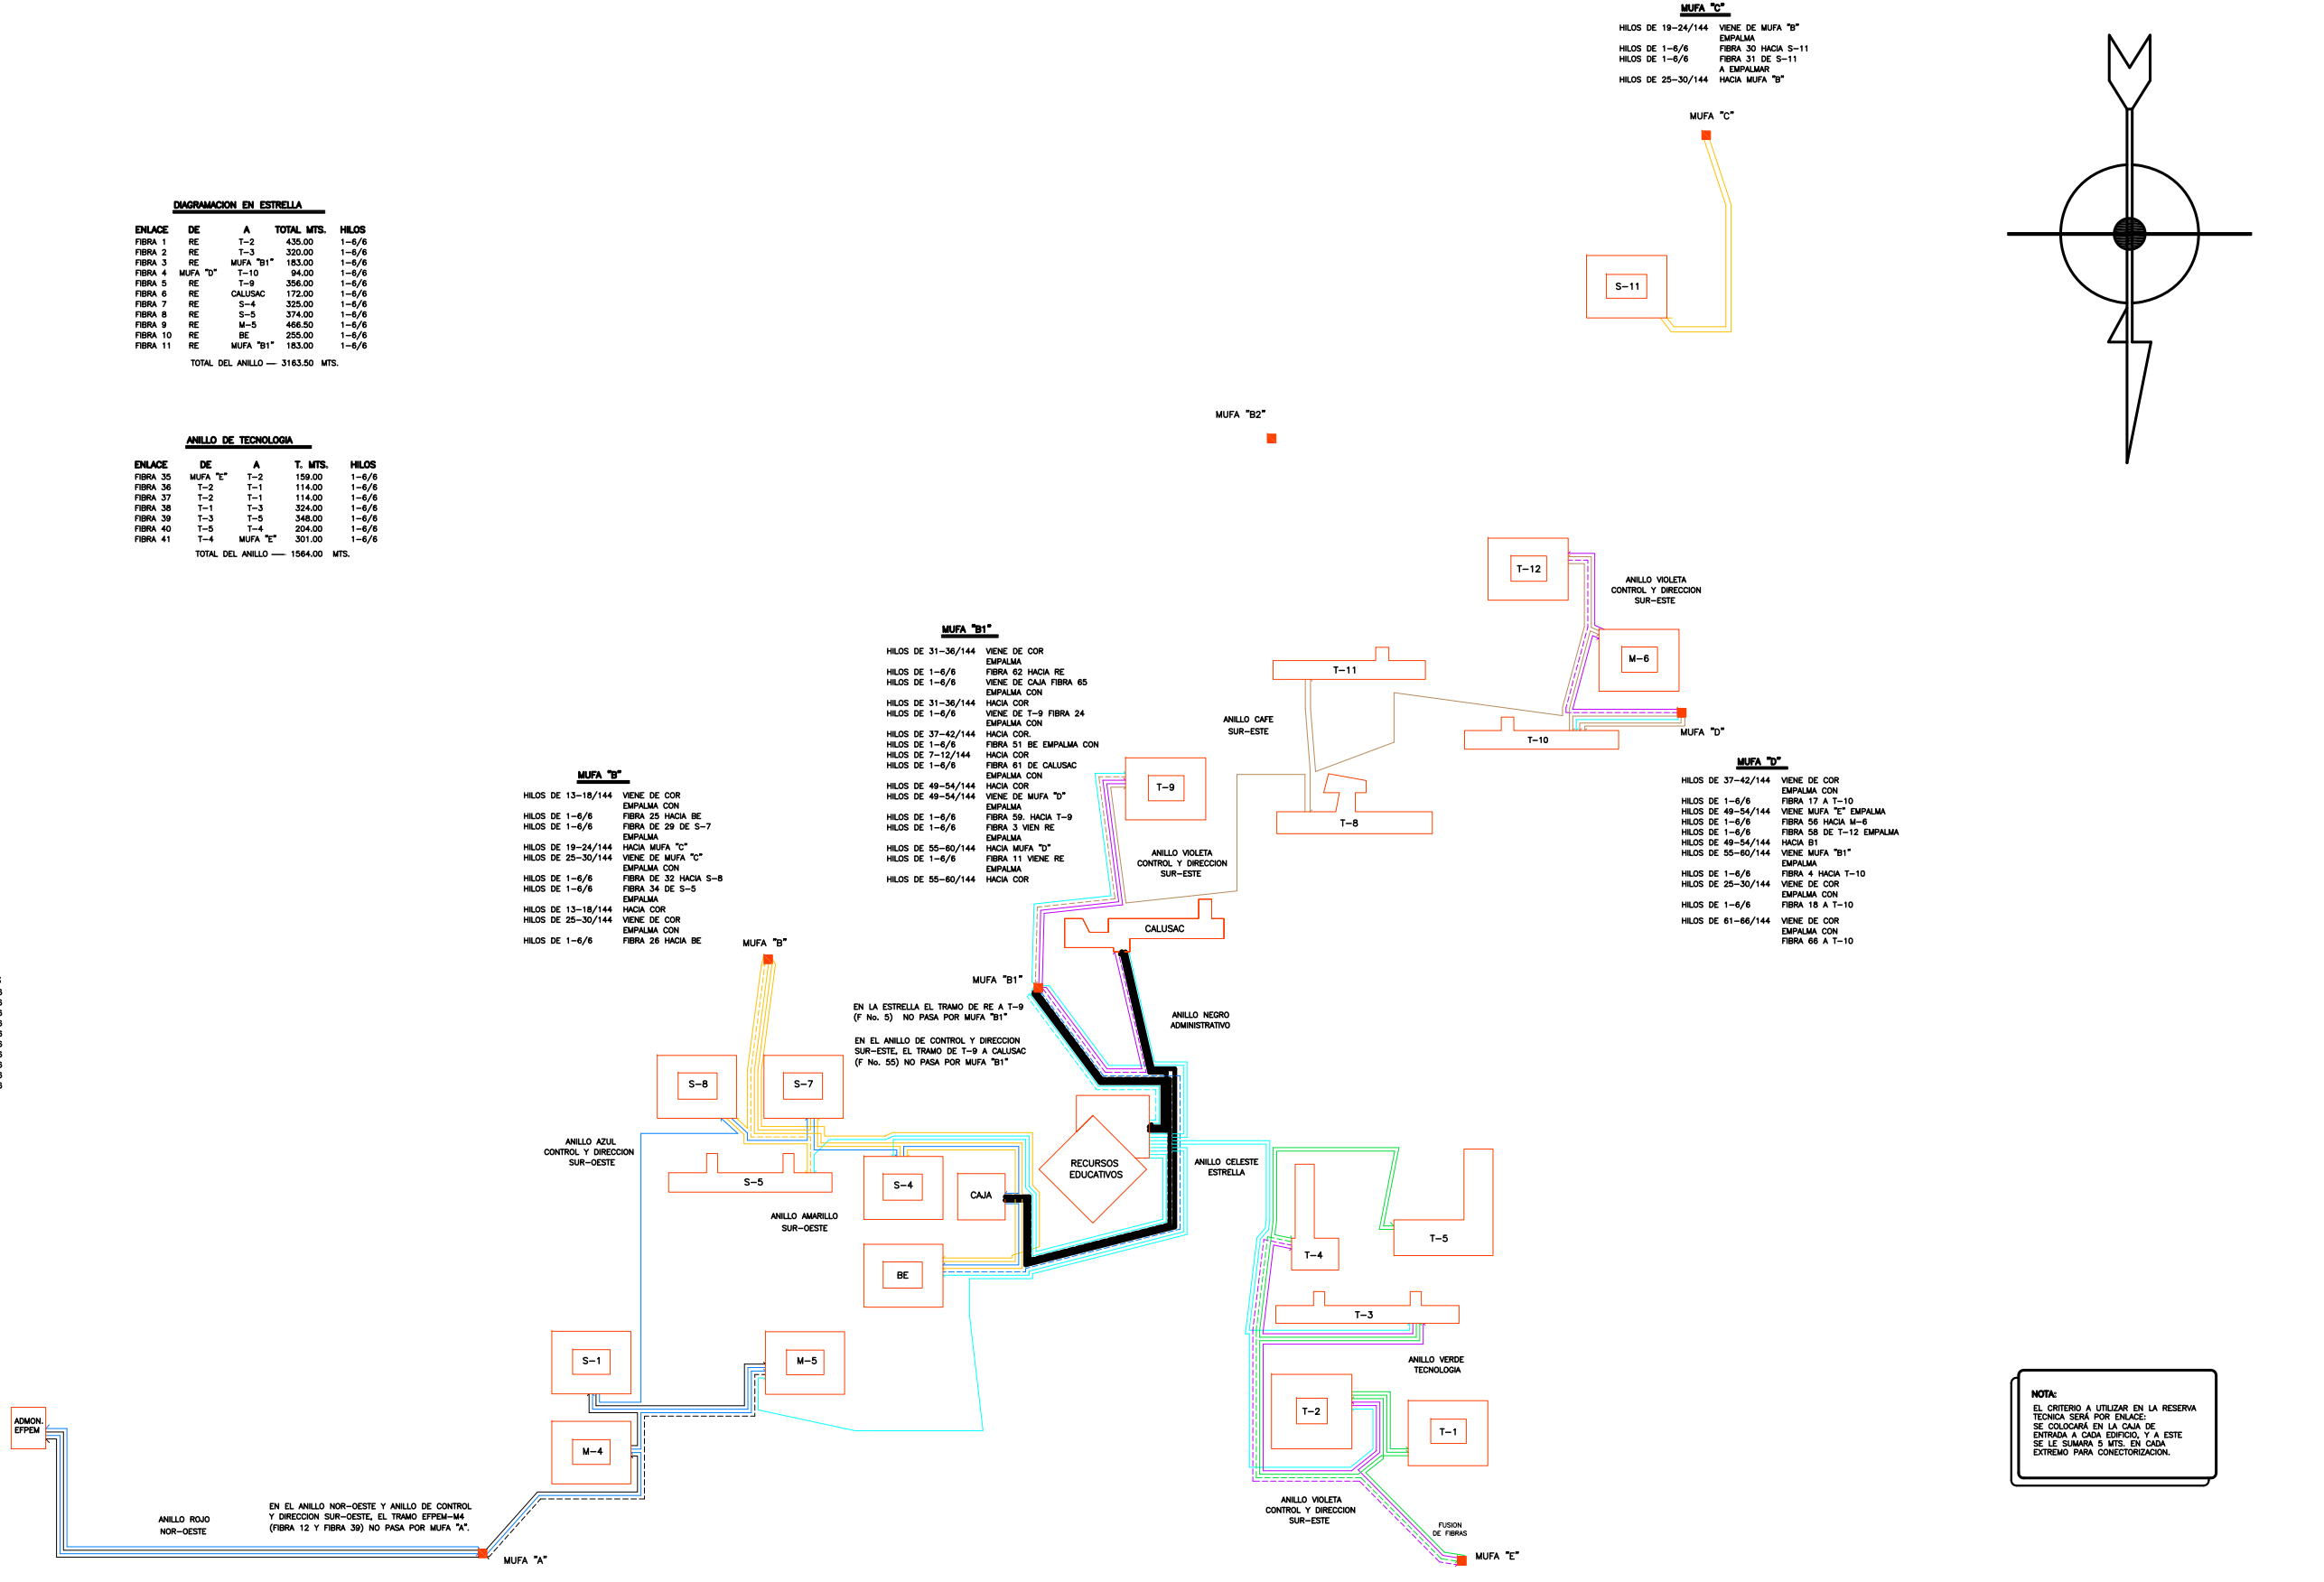 MUFA "C"
HILOS DE 19-24/144 VIENE DE MUFA "B"
EMPALMA
HILOS DE 1-6/6 FIBRA 30 HACIA S-11
HILOS DE 1-6/6 FIBRA 31 DE S-11
A EMPALMAR
HILOS DE 25-30/144 HACIA MUFA "B"
MUFA "C"
S-11
DIAGRAMACION EN ESTRELLA
ENLACE DE A TOTAL MTS. HILOS
FIBRA 1 RE T-2 435.00 1-6/6
FIBRA 2 RE T-3 320.00 1-6/6
FIBRA 3 RE MUFA "B1" 183.00 1-6/6
FIBRA 4 MUFA "D" T-10 94.00 1-6/6
FIBRA 5 RE T-9 356.00 1-6/6
FIBRA 6 RE CALUSAC 172.00 1-6/6
FIBRA 7 RE S-4 325.00 1-6/6
FIBRA 8 RE S-5 374.00 1-6/6
FIBRA 9 RE M-5 466.50 1-6/6
FIBRA 10 RE BE 255.00 1-6/6
FIBRA 11 RE MUFA "B1" 183.00 1-6/6
TOTAL DEL ANILLO — 3163.50 MTS.
MUFA "B2"
ANILLO DE TECNOLOGIA
ENLACE DE A T. MTS. HILOS
FIBRA 35 MUFA "E" T-2 159.00 1-6/6
FIBRA 36 T-2 T-1 114.00 1-6/6
FIBRA 37 T-2 T-1 114.00 1-6/6
FIBRA 38 T-1 T-3 324.00 1-6/6
FIBRA 39 T-3 T-5 348.00 1-6/6
FIBRA 40 T-5 T-4 204.00 1-6/6
FIBRA 41 T-4 MUFA "E" 301.00 1-6/6
TOTAL DEL ANILLO — 1564.00 MTS.
T-12
ANILLO VIOLETA
CONTROL Y DIRECCION
SUR-ESTE
M-6
MUFA "B1"
HILOS DE 31-36/144 VIENE DE COR
EMPALMA
HILOS DE 1-6/6 FIBRA 62 HACIA RE
HILOS DE 1-6/6 VIENE DE CAJA FIBRA 65
EMPALMA CON
HILOS DE 31-36/144 HACIA COR
HILOS DE 1-6/6 VIENE DE T-9 FIBRA 24
EMPALMA CON
HILOS DE 37-42/144 HACIA COR.
HILOS DE 1-6/6 FIBRA 51 BE EMPALMA CON
HILOS DE 7-12/144 HACIA COR
HILOS DE 1-6/6 FIBRA 61 DE CALUSAC
EMPALMA CON
HILOS DE 49-54/144 HACIA COR
HILOS DE 49-54/144 VIENE DE MUFA "D"
EMPALMA
HILOS DE 1-6/6 FIBRA 59. HACIA T-9
HILOS DE 1-6/6 FIBRA 3 VIEN RE
EMPALMA
HILOS DE 55-60/144 HACIA MUFA "D"
HILOS DE 1-6/6 FIBRA 11 VIENE RE
EMPALMA
HILOS DE 55-60/144 HACIA COR
T-11
ANILLO CAFE
SUR-ESTE
T-10
MUFA "D"
MUFA "D"
HILOS DE 37-42/144 VIENE DE COR
EMPALMA CON
HILOS DE 1-6/6 FIBRA 17 A T-10
HILOS DE 49-54/144 VIENE MUFA "E" EMPALMA
HILOS DE 1-6/6 FIBRA 56 HACIA M-6
HILOS DE 1-6/6 FIBRA 58 DE T-12 EMPALMA
HILOS DE 49-54/144 HACIA B1
HILOS DE 55-60/144 VIENE MUFA "B1"
EMPALMA
HILOS DE 1-6/6 FIBRA 4 HACIA T-10
HILOS DE 25-30/144 VIENE DE COR
EMPALMA CON
HILOS DE 1-6/6 FIBRA 18 A T-10
HILOS DE 61-66/144 VIENE DE COR
EMPALMA CON
FIBRA 66 A T-10
T-9
T-8
ANILLO VIOLETA
CONTROL Y DIRECCION
SUR-ESTE
MUFA "B"
HILOS DE 13-18/144 VIENE DE COR
EMPALMA CON
HILOS DE 1-6/6 FIBRA 25 HACIA BE
HILOS DE 1-6/6 FIBRA DE 29 DE S-7
EMPALMA
HILOS DE 19-24/144 HACIA MUFA "C"
HILOS DE 25-30/144 VIENE DE MUFA "C"
EMPALMA CON
HILOS DE 1-6/6 FIBRA DE 32 HACIA S-8
HILOS DE 1-6/6 FIBRA 34 DE S-5
EMPALMA
HILOS DE 13-18/144 HACIA COR
HILOS DE 25-30/144 VIENE DE COR
EMPALMA CON
HILOS DE 1-6/6 FIBRA 26 HACIA BE
MUFA "B"
CALUSAC
MUFA "B1"
EN LA ESTRELLA EL TRAMO DE RE A T-9
(F No. 5) NO PASA POR MUFA "B1"
EN EL ANILLO DE CONTROL Y DIRECCION
SUR-ESTE, EL TRAMO DE T-9 A CALUSAC
(F No. 55) NO PASA POR MUFA "B1"
ANILLO NEGRO
ADMINISTRATIVO
S-8
S-7
ANILLO AZUL
CONTROL Y DIRECCION
SUR-OESTE
S-5
S-4
CAJA
RECURSOS
EDUCATIVOS
ANILLO CELESTE
ESTRELLA
ANILLO AMARILLO
SUR-OESTE
BE
T-4
T-5
T-3
S-1
M-5
ANILLO VERDE
TECNOLOGIA
T-2
T-1
ADMON.
EFPEM
M-4
NOTA:
EL CRITERIO A UTILIZAR EN LA RESERVA
TECNICA SERÁ POR ENLACE:
SE COLOCARÁ EN LA CAJA DE
ENTRADA A CADA EDIFICIO, Y A ESTE
SE LE SUMARA 5 MTS. EN CADA
EXTREMO PARA CONECTORIZACION.
ANILLO ROJO
NOR-OESTE
EN EL ANILLO NOR-OESTE Y ANILLO DE CONTROL
Y DIRECCION SUR-OESTE, EL TRAMO EFPEM-M4
(FIBRA 12 Y FIBRA 39) NO PASA POR MUFA "A".
MUFA "A"
ANILLO VIOLETA
CONTROL Y DIRECCION
SUR-ESTE
FUSION
DE FIBRAS
MUFA "E"